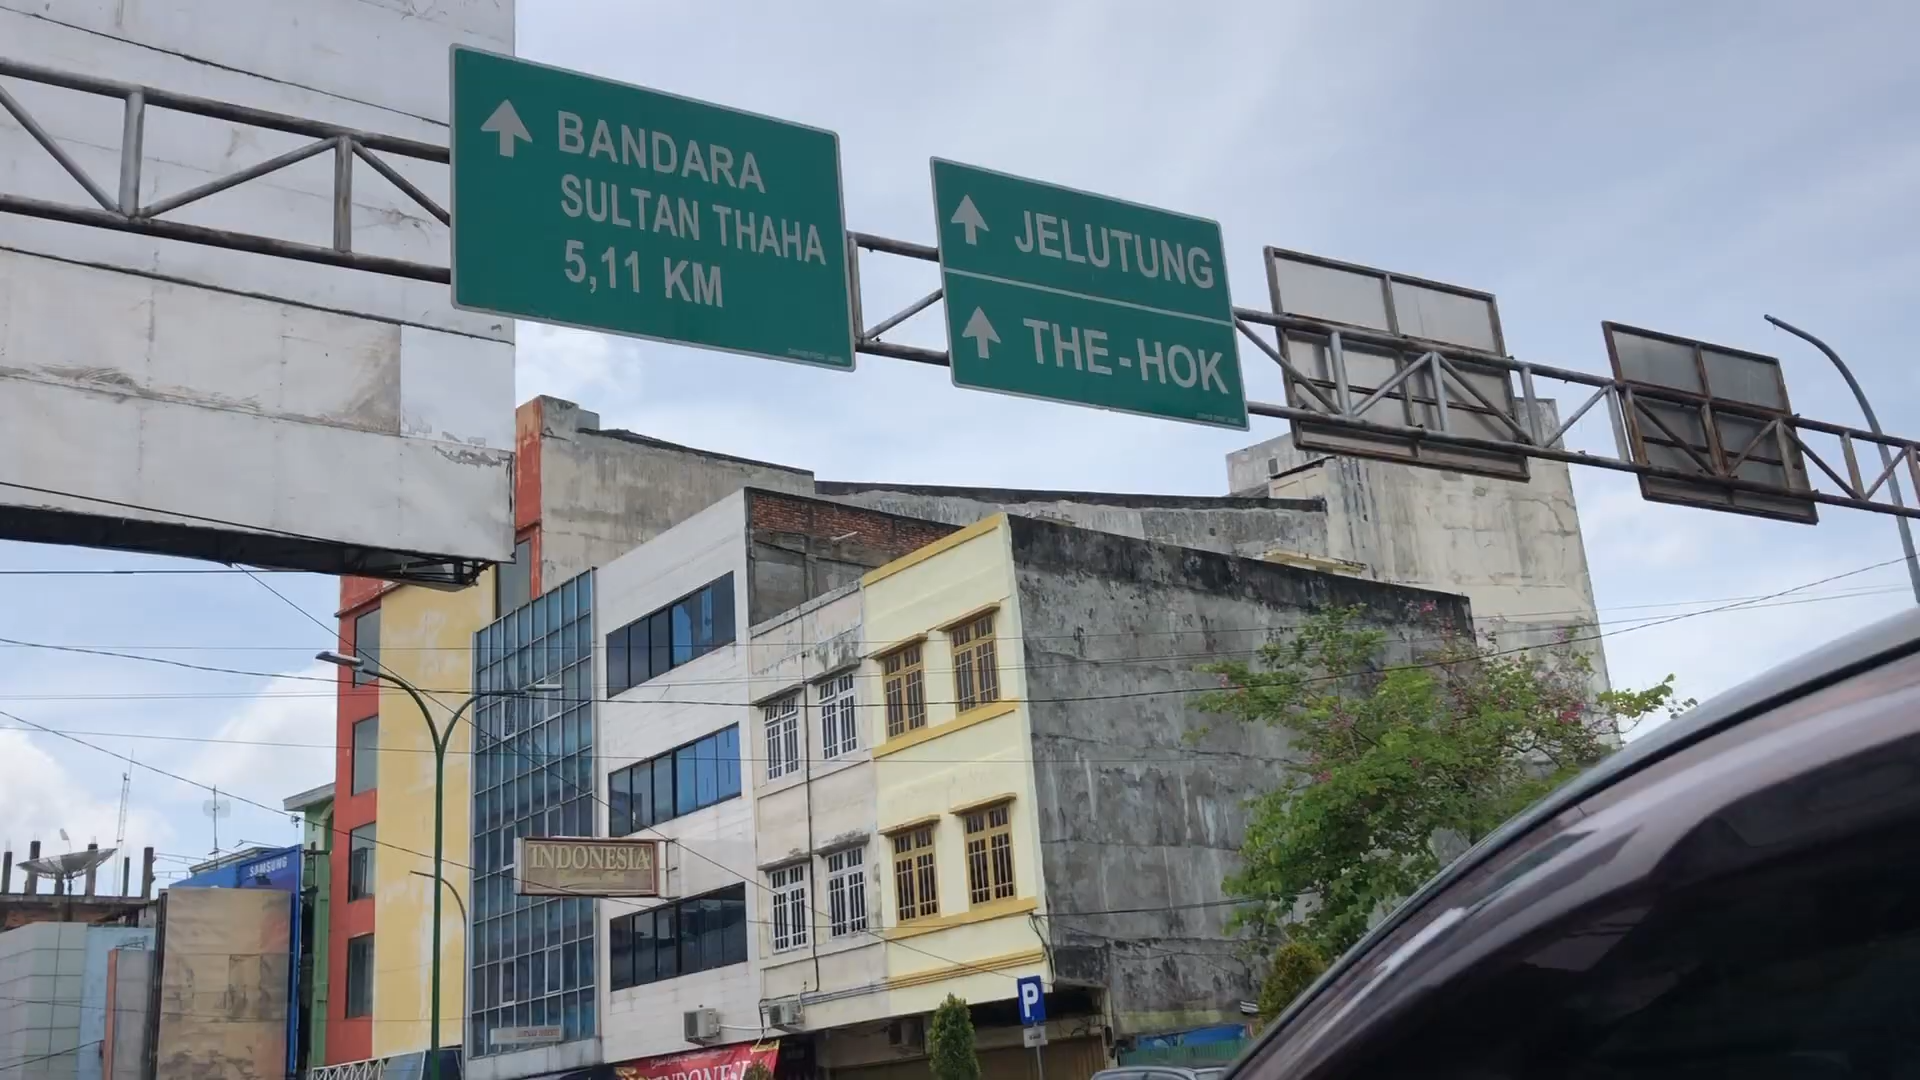 BANDARA
SULTAN THAHA
5,11 KM
JELUTUNG
THE-HOK
SAMSUNG
INDONESIA
P